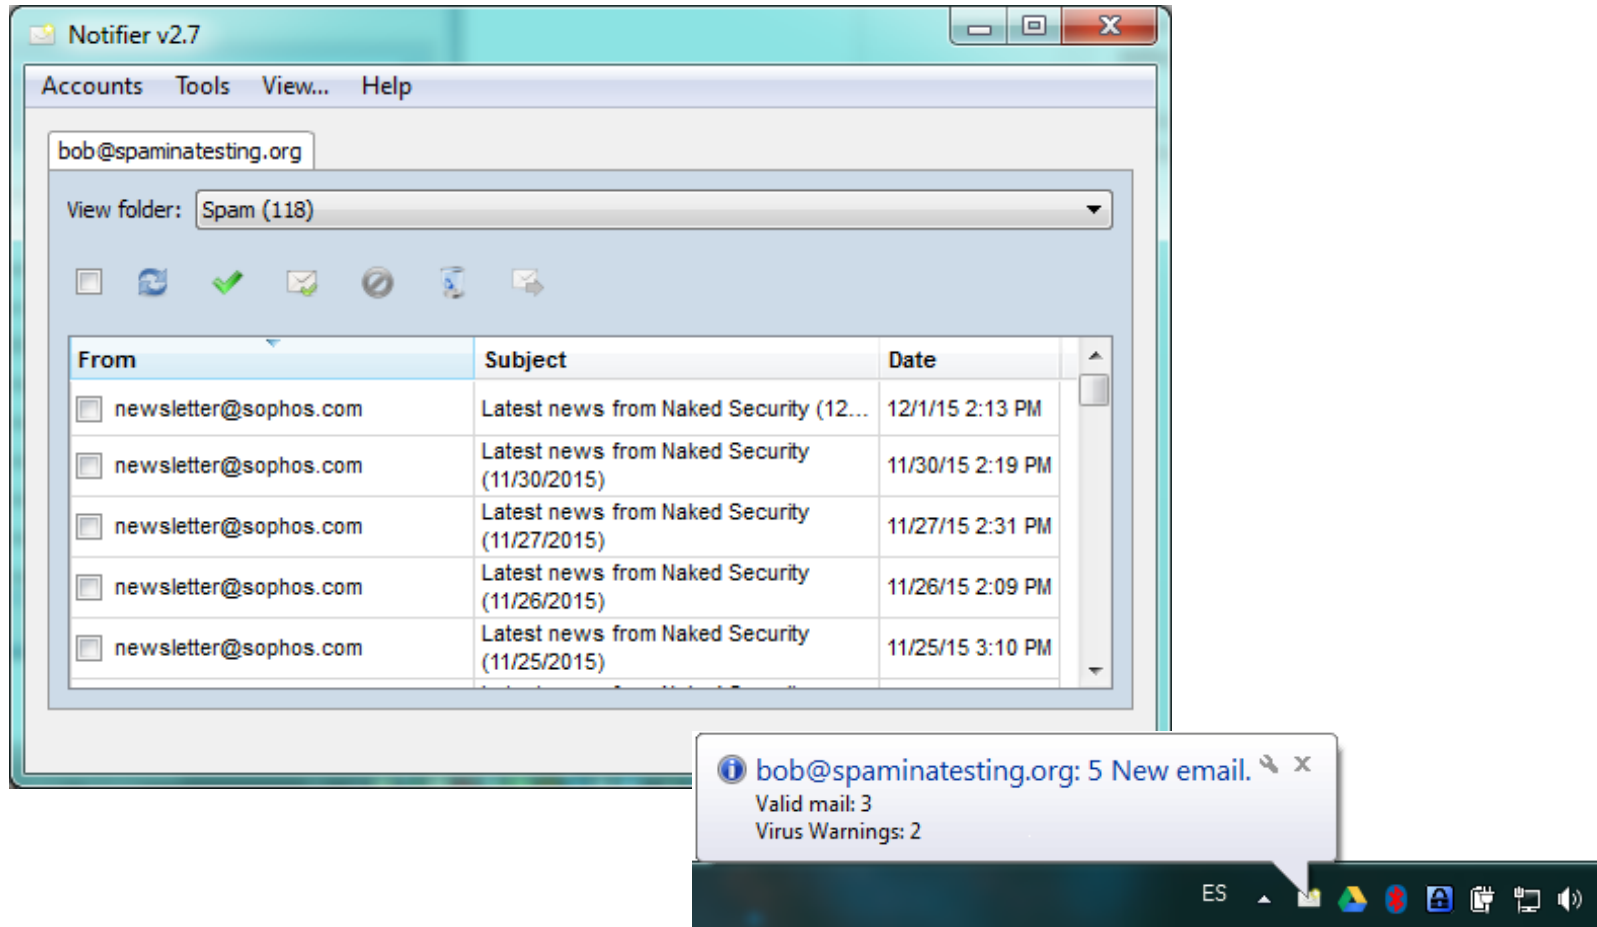 Notifier v2.7
Accounts Tools View... Help
bob@spaminatesting.org
View folder: Spam (118)
From Subject Date
newsletter@sophos.com Latest news from Naked Security (12... 12/1/15 2:13 PM
newsletter@sophos.com Latest news from Naked Security 11/30/15 2:19 PM
(11/30/2015)
newsletter@sophos.com Latest news from Naked Security 11/27/15 2:31 PM
(11/27/2015)
newsletter@sophos.com Latest news from Naked Security 11/26/15 2:09 PM
(11/26/2015)
newsletter@sophos.com Latest news from Naked Security 11/25/15 3:10 PM
(11/25/2015)
bob@spaminatesting.org: 5 New email.
Valid mail: 3
Virus Warnings: 2
ES